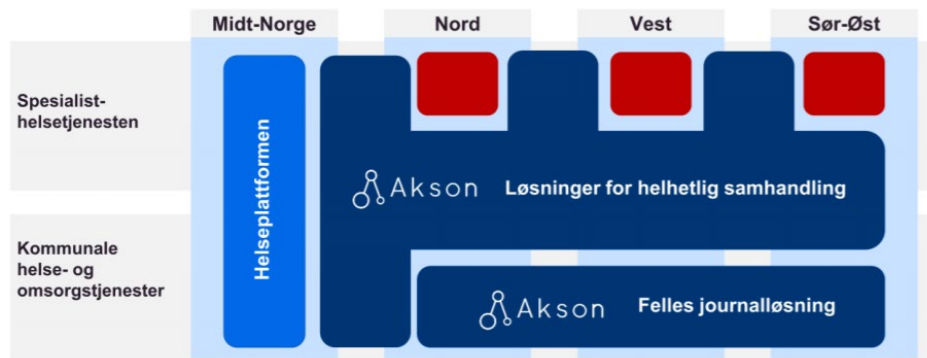 Midt-Norge
Nord
Vest
Sør-Øst
Spesialist-
helsetjenesten
Helseplattformen
Akson
Løsninger for helhetlig samhandling
Kommunale
helse- og
omsorgstjenester
Akson
Felles journalløsning